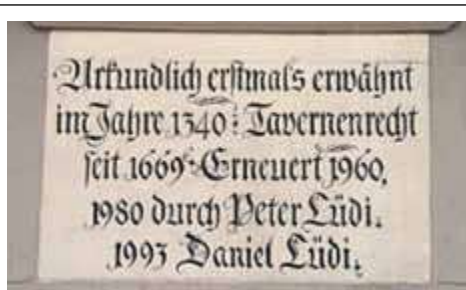 Urkundlich erstmals erwähnt
im Jahre 1340: Tavernenrecht
seit 1669 · Erneuert 1960,
1980 durch Peter Lüdi.
1993 Daniel Lüdi.